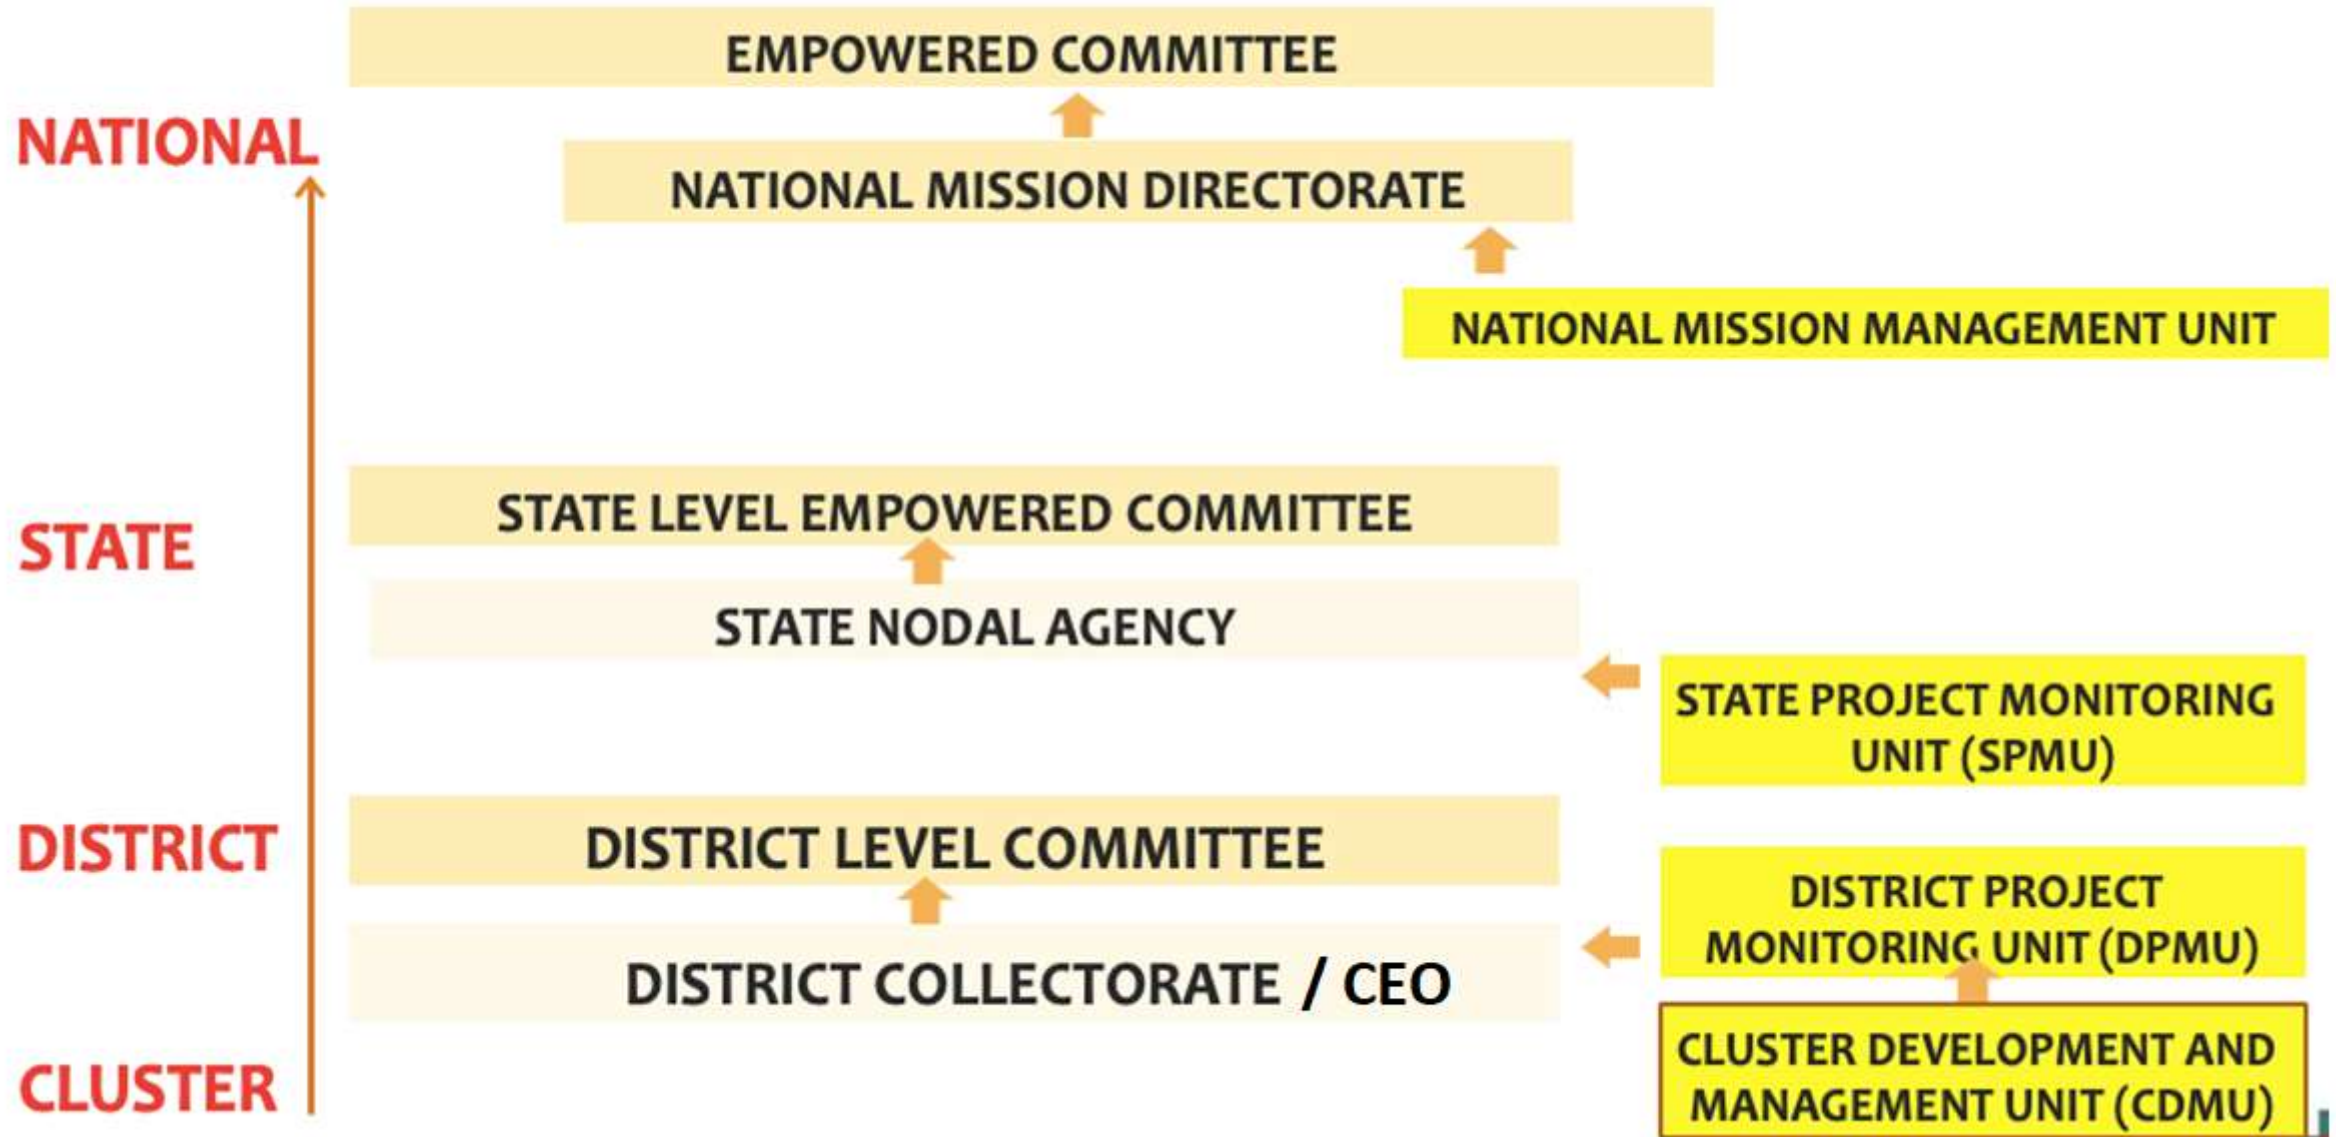 EMPOWERED COMMITTEE
NATIONAL
NATIONAL MISSION DIRECTORATE
NATIONAL MISSION MANAGEMENT UNIT
STATE LEVEL EMPOWERED COMMITTEE
STATE
STATE NODAL AGENCY
STATE PROJECT MONITORING
UNIT (SPMU)
DISTRICT LEVEL COMMITTEE
DISTRICT
DISTRICT PROJECT
MONITORING UNIT (DPMU)
DISTRICT COLLECTORATE / CEO
CLUSTER
CLUSTER DEVELOPMENT AND
MANAGEMENT UNIT (CDMU)